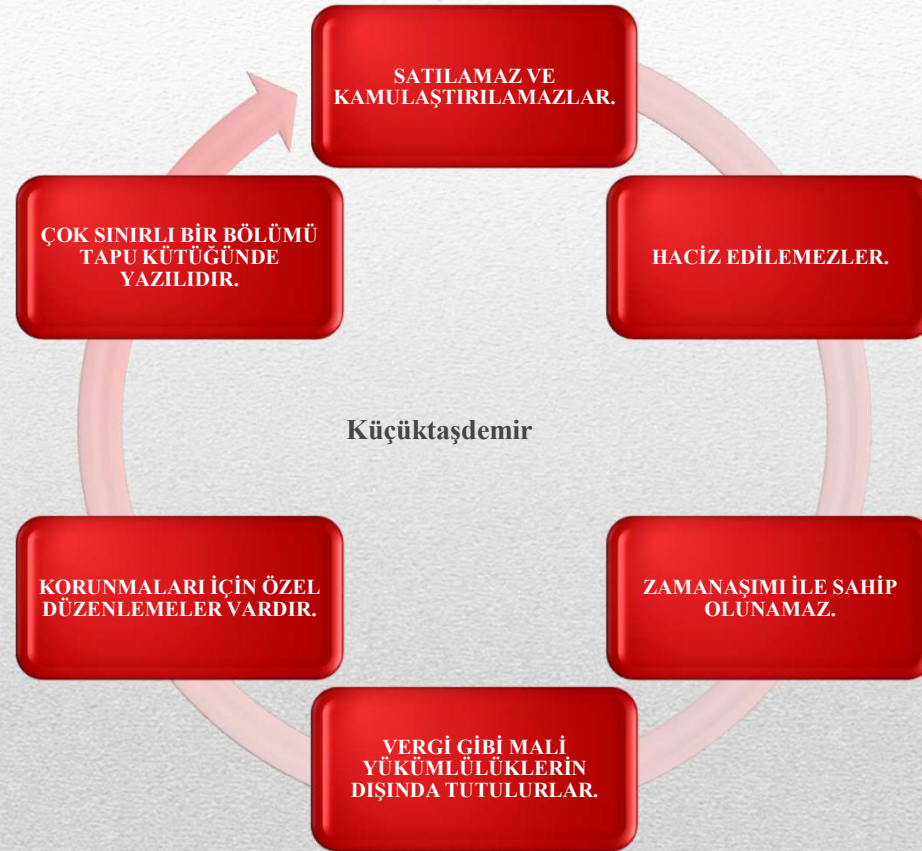 SATILAMAZ VE
KAMULAŞTIRILAMAZLAR.
HACİZ EDİLEMEZLER.
ZAMANAŞIMI İLE SAHİP
OLUNAMAZ.
VERGİ GİBİ MALİ
YÜKÜMLÜLÜKLERİN
DIŞINDA TUTULURLAR.
KORUNMALARI İÇİN ÖZEL
DÜZENLEMELER VARDIR.
ÇOK SINIRLI BİR BÖLÜMÜ
TAPU KÜTÜĞÜNDE
YAZILIDIR.
Küçüktaşdemir